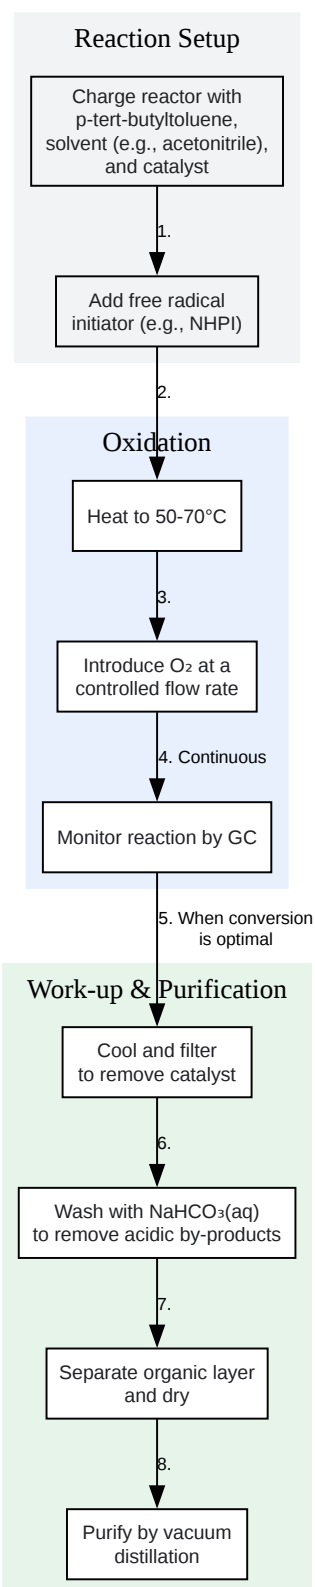 Reaction Setup
Charge reactor with
p-tert-butyltoluene,
solvent (e.g., acetonitrile),
and catalyst
1.
Add free radical
initiator (e.g., NHPI)
2.
Oxidation
Heat to 50-70°C
3.
Introduce O₂ at a
controlled flow rate
4. Continuous
Monitor reaction by GC
5. When conversion
is optimal
Work-up & Purification
Cool and filter
to remove catalyst
6.
Wash with NaHCO₃(aq)
to remove acidic by-products
7.
Separate organic layer
and dry
8.
Purify by vacuum
distillation